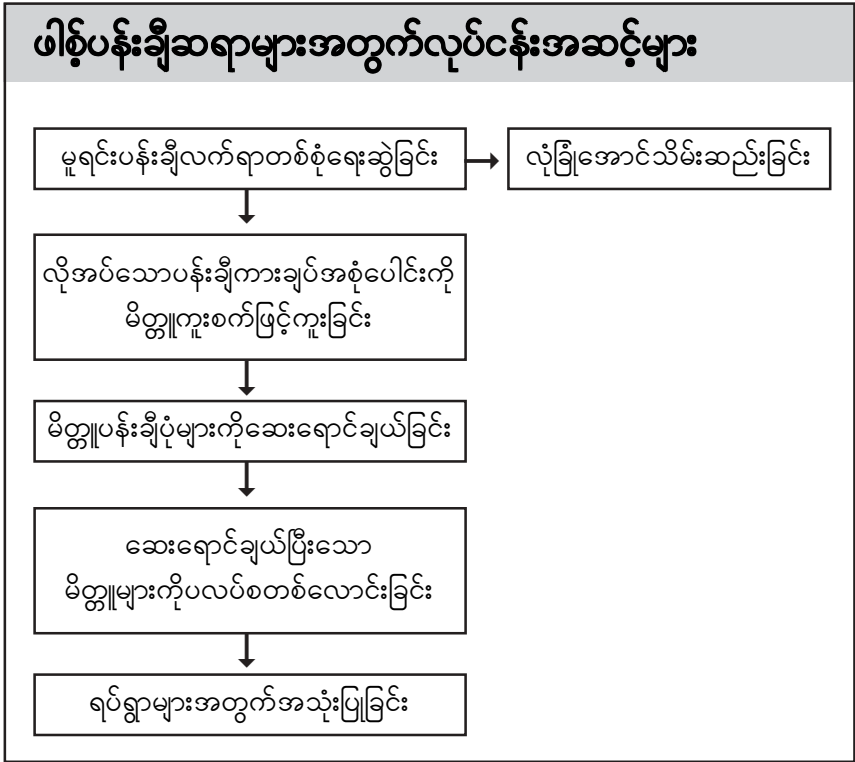 ဖါစ့်ပန်းချီဆရာများအတွက်လုပ်ငန်းအဆင့်များ
မူရင်းပန်းချီလက်ရာတစ်စုံရေးဆွဲခြင်း
လုံခြုံအောင်သိမ်းဆည်းခြင်း
လိုအပ်သောပန်းချီကားချပ်အစုံပေါင်းကို
မိတ္တူကူးစက်ဖြင့်ကူးခြင်း
မိတ္တူပန်းချီပုံများကိုဆေးရောင်ချယ်ခြင်း
ဆေးရောင်ချယ်ပြီးသော
မိတ္တူများကိုပလပ်စတစ်လောင်းခြင်း
ရပ်ရွာများအတွက်အသုံးပြုခြင်း